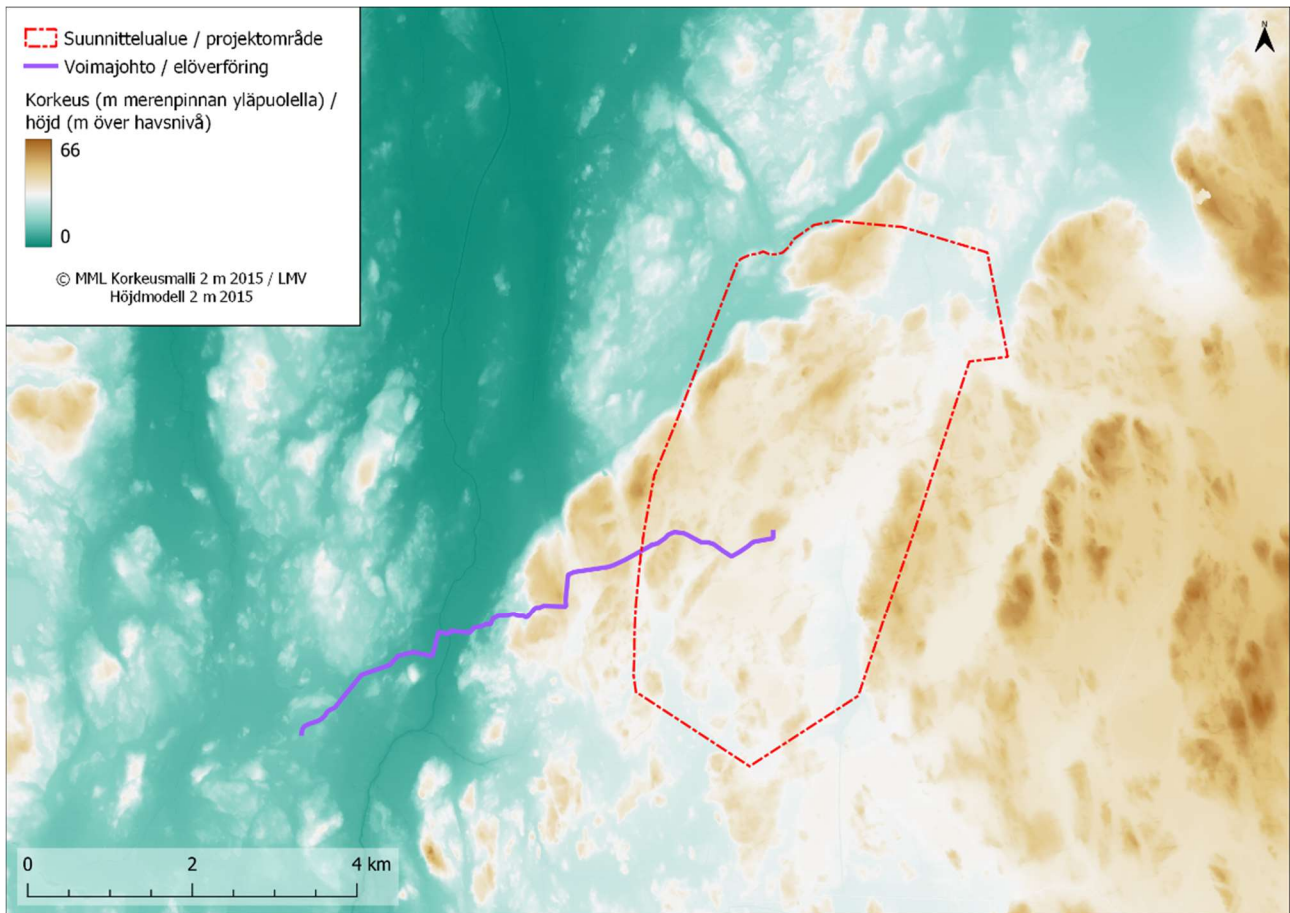 Suunnittelualue / projektområde
Voimajohto / elöverföring
Korkeus (m merenpinnan yläpuolella) /
höjd (m över havsnivå)
66
0
© MML Korkeusmalli 2 m 2015 / LMV
Höjdmodell 2 m 2015
N
0 2 4 km